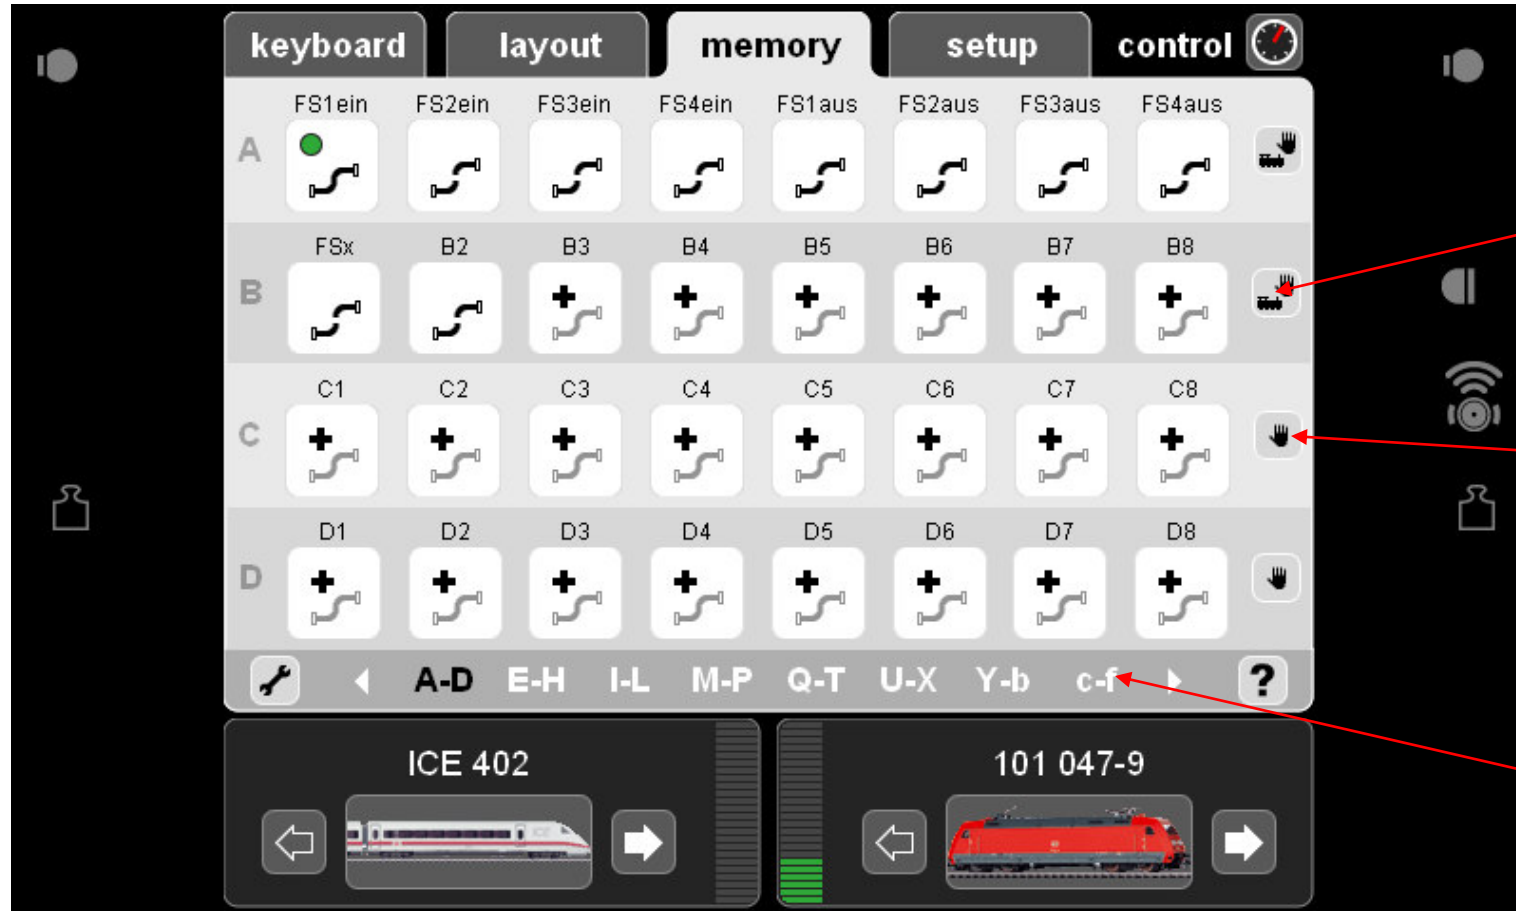 keyboard layout memory setup control
FS1ein FS2ein FS3ein FS4ein FS1aus FS2aus FS3aus FS4aus
A
FSx B2 B3 B4 B5 B6 B7 B8
B
C1 C2 C3 C4 C5 C6 C7 C8
C
D1 D2 D3 D4 D5 D6 D7 D8
D
A-D E-H I-L M-P Q-T U-X Y-b c-f ?
ICE 402 101 047-9